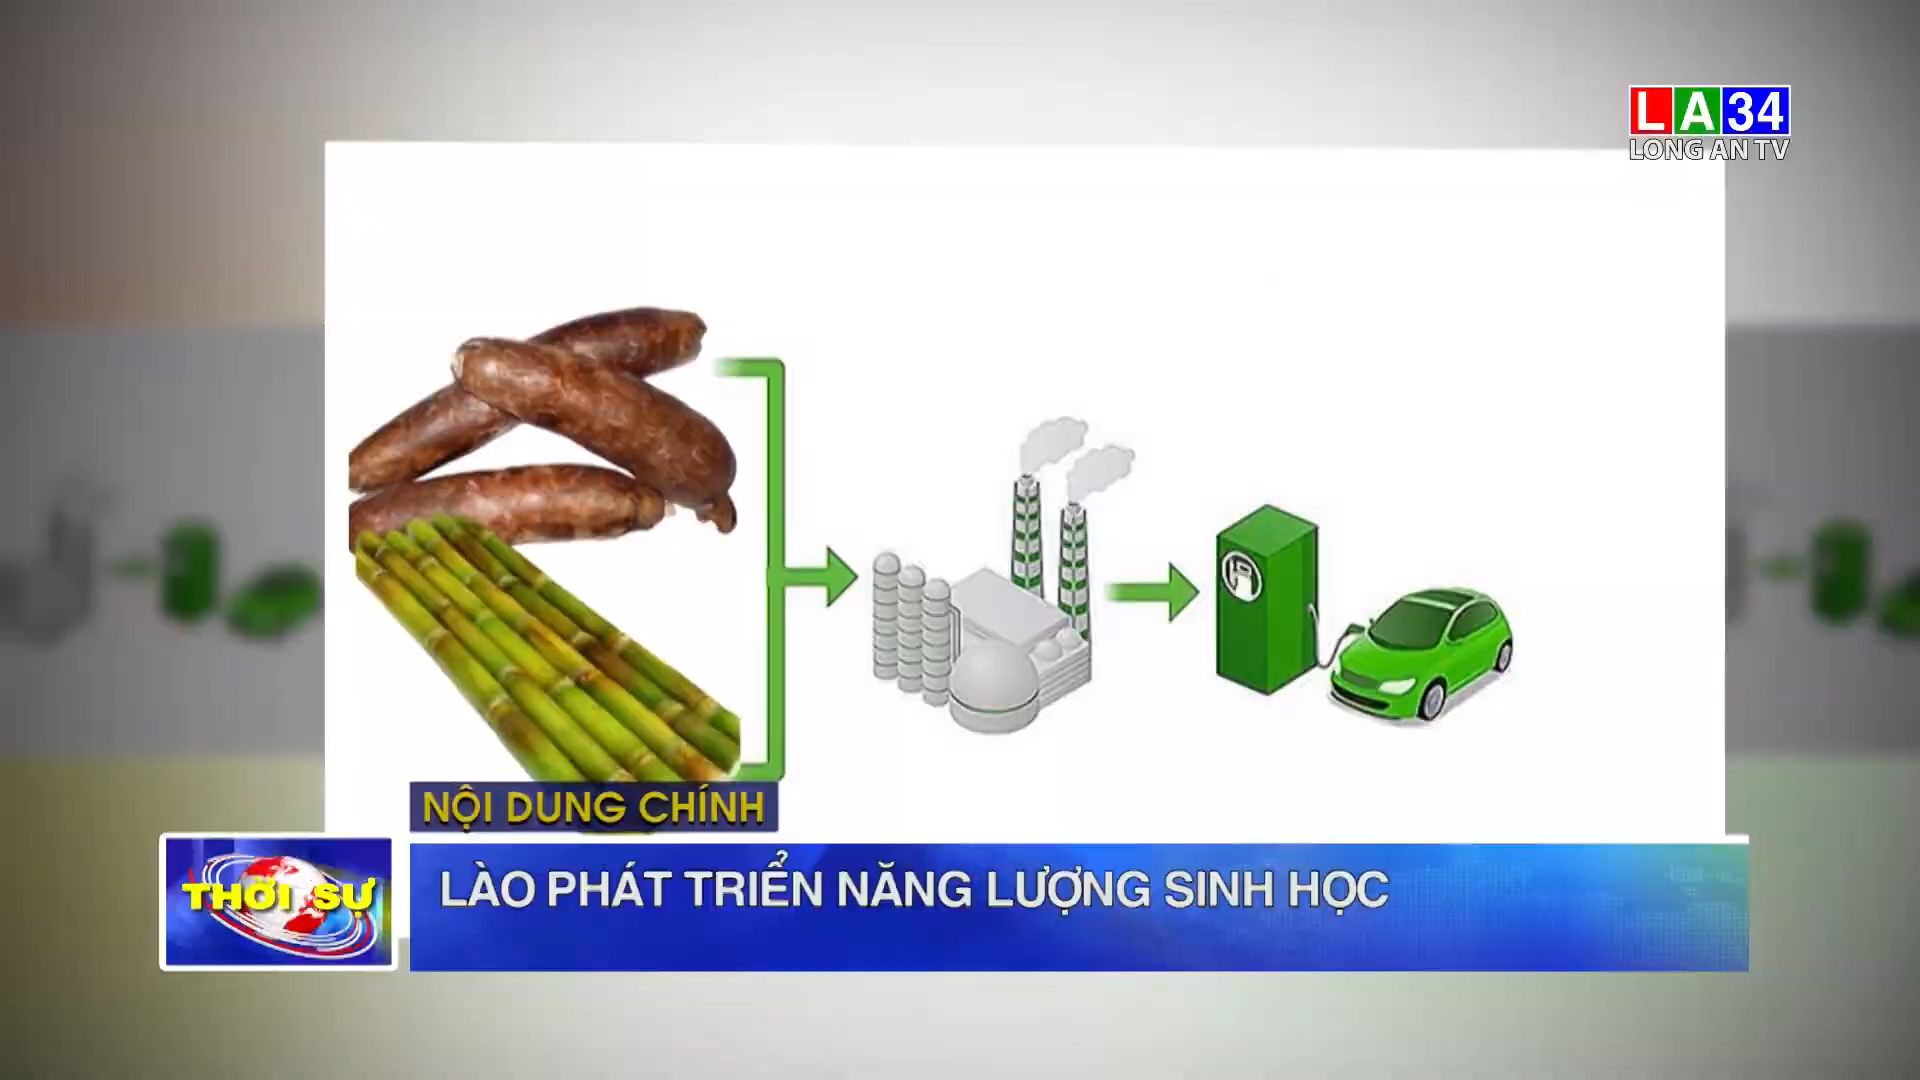 LA34
LONG AN TV
NỘI DUNG CHÍNH
THỜI SỰ
LÀO PHÁT TRIỂN NĂNG LƯỢNG SINH HỌC